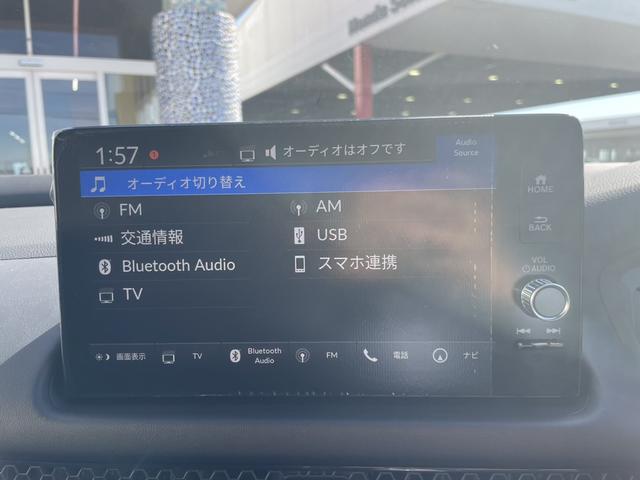 Honda
1:57
オーディオはオフです
Audio
Source
オーディオ切り替え
FM
AM
交通情報
USB
Bluetooth Audio
スマホ連携
TV
画面表示
TV
Bluetooth
Audio
FM
電話
ナビ
HOME
BACK
VOL
AUDIO